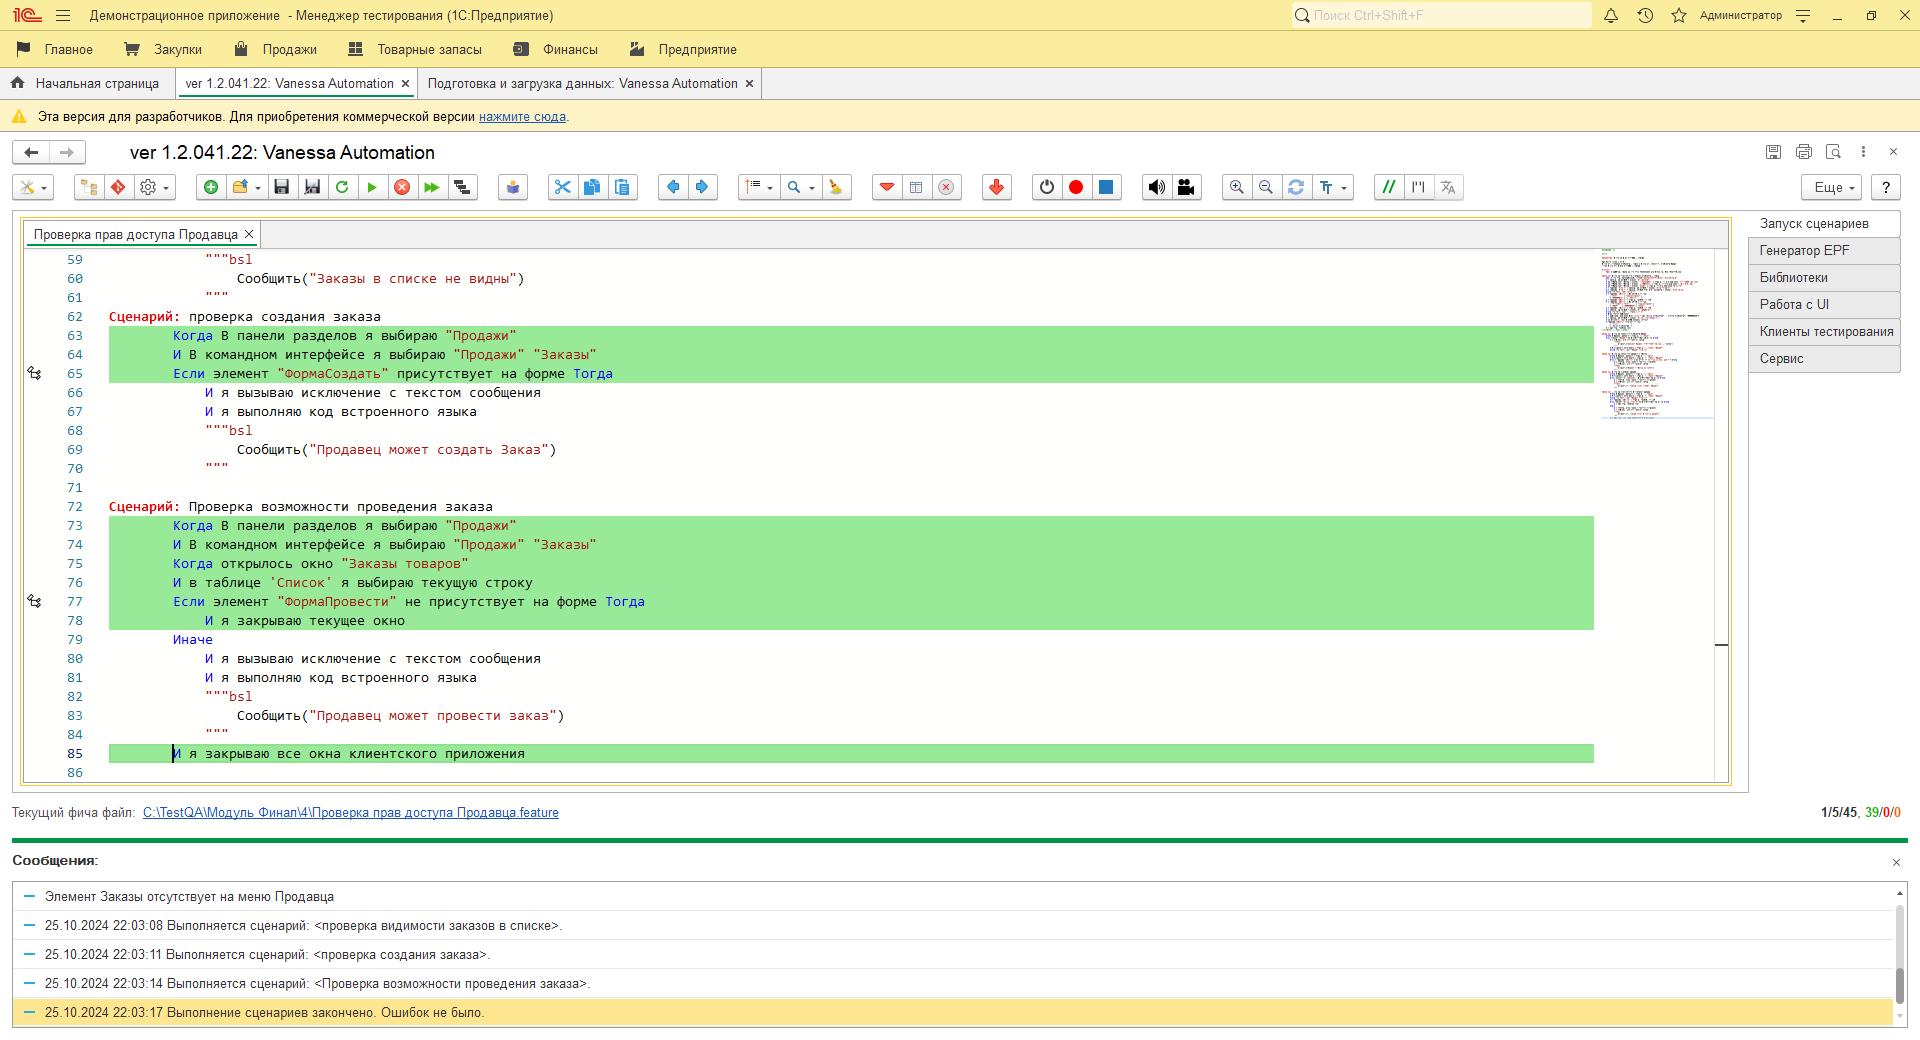 Демонстрационное приложение - Менеджер тестирования (1С:Предприятие)
Поиск Ctrl+Shift+F
Администратор
Главное
Закупки
Продажи
Товарные запасы
Финансы
Предприятие
Начальная страница
ver 1.2.041.22: Vanessa Automation
Подготовка и загрузка данных: Vanessa Automation
Эта версия для разработчиков. Для приобретения коммерческой версии нажмите сюда.
ver 1.2.041.22: Vanessa Automation
Еще
?
Проверка прав доступа Продавца
59 """bsl
60 Сообщить("Заказы в списке не видны")
61 """
62 Сценарий: проверка создания заказа
63 Когда В панели разделов я выбираю "Продажи"
64 И В командном интерфейсе я выбираю "Продажи" "Заказы"
65 Если элемент "ФормаСоздать" присутствует на форме Тогда
66 И я вызываю исключение с текстом сообщения
67 И я выполняю код встроенного языка
68 """bsl
69 Сообщить("Продавец может создать Заказ")
70 """
71
72 Сценарий: Проверка возможности проведения заказа
73 Когда В панели разделов я выбираю "Продажи"
74 И В командном интерфейсе я выбираю "Продажи" "Заказы"
75 Когда открылось окно "Заказы товаров"
76 И в таблице 'Список' я выбираю текущую строку
77 Если элемент "ФормаПровести" не присутствует на форме Тогда
78 И я закрываю текущее окно
79 Иначе
80 И я вызываю исключение с текстом сообщения
81 И я выполняю код встроенного языка
82 """bsl
83 Сообщить("Продавец может провести заказ")
84 """
85 И я закрываю все окна клиентского приложения
86
Запуск сценариев
Генератор EPF
Библиотеки
Работа с UI
Клиенты тестирования
Сервис
Текущий фича файл: C:\TestQA\Модуль Финал\4\Проверка прав доступа Продавца.feature
1/5/45, 39/0/0
Сообщения:
Элемент Заказы отсутствует на меню Продавца
25.10.2024 22:03:08 Выполняется сценарий: <проверка видимости заказов в списке>.
25.10.2024 22:03:11 Выполняется сценарий: <проверка создания заказа>.
25.10.2024 22:03:14 Выполняется сценарий: <Проверка возможности проведения заказа>.
25.10.2024 22:03:17 Выполнение сценариев закончено. Ошибок не было.